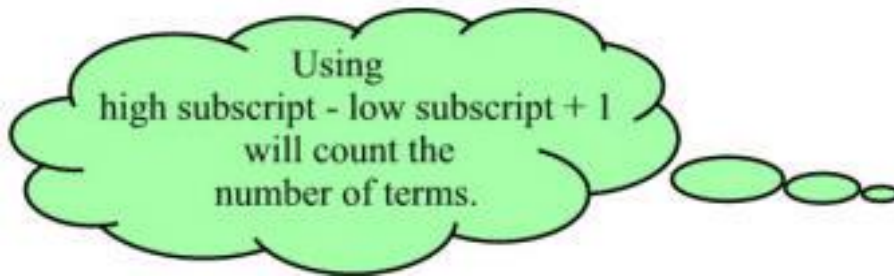 Using
high subscript - low subscript + 1
will count the
number of terms.